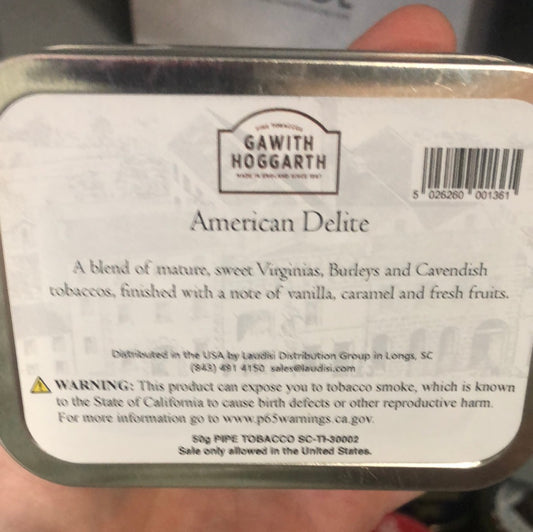 FINE TOBACCOS
GAWITH
HOGGARTH
MADE IN ENGLAND SINCE 1887
5 026260 001361
American Delite
A blend of mature, sweet Virginias, Burleys and Cavendish
tobaccos, finished with a note of vanilla, caramel and fresh fruits.
Distributed in the USA by Laudisi Distribution Group in Longs, SC
(843) 491 4150 sales@laudisi.com
WARNING: This product can expose you to tobacco smoke, which is known
to the State of California to cause birth defects or other reproductive harm.
For more information go to www.p65warnings.ca.gov.
50g PIPE TOBACCO SC-TI-30002
Sale only allowed in the United States.